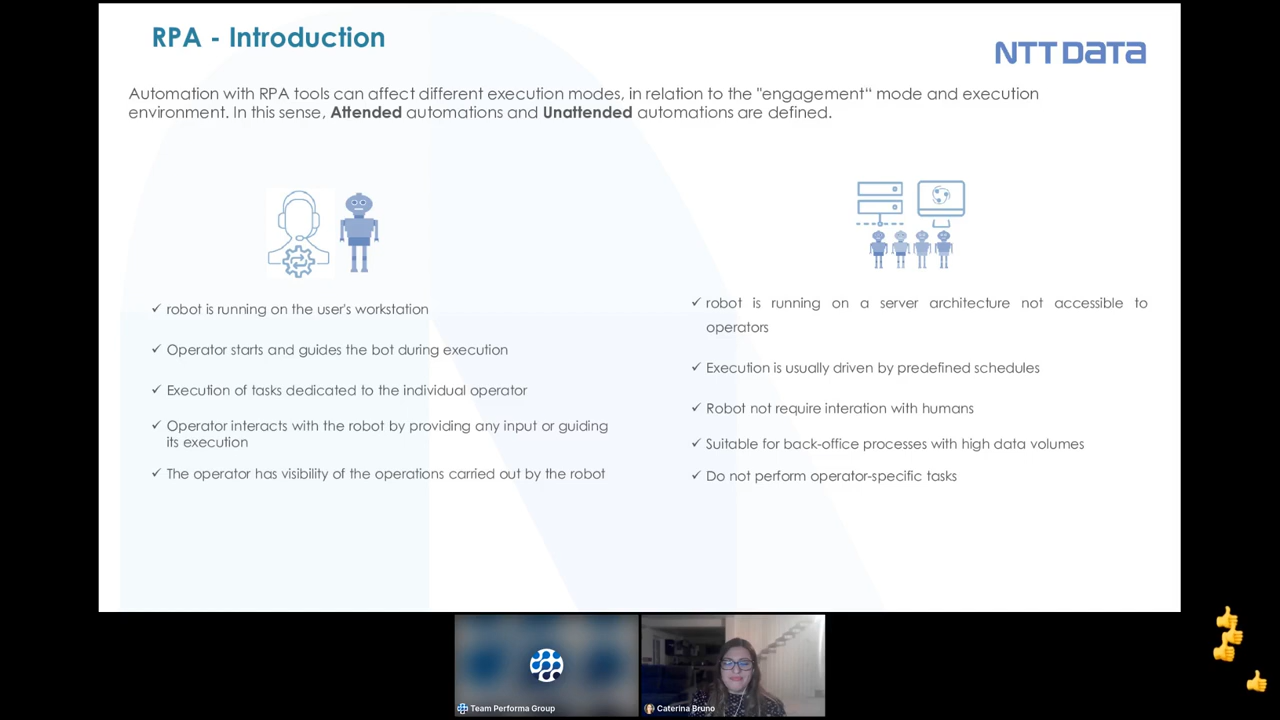 RPA - Introduction
NTT DATA
Automation with RPA tools can affect different execution modes, in relation to the "engagement“ mode and execution
environment. In this sense, Attended automations and Unattended automations are defined.
✓ robot is running on the user's workstation
✓ Operator starts and guides the bot during execution
✓ Execution of tasks dedicated to the individual operator
✓ Operator interacts with the robot by providing any input or guiding
its execution
✓ The operator has visibility of the operations carried out by the robot
✓ robot is running on a server architecture not accessible to
operators
✓ Execution is usually driven by predefined schedules
✓ Robot not require interation with humans
✓ Suitable for back-office processes with high data volumes
✓ Do not perform operator-specific tasks
Team Performa Group
Caterina Bruno